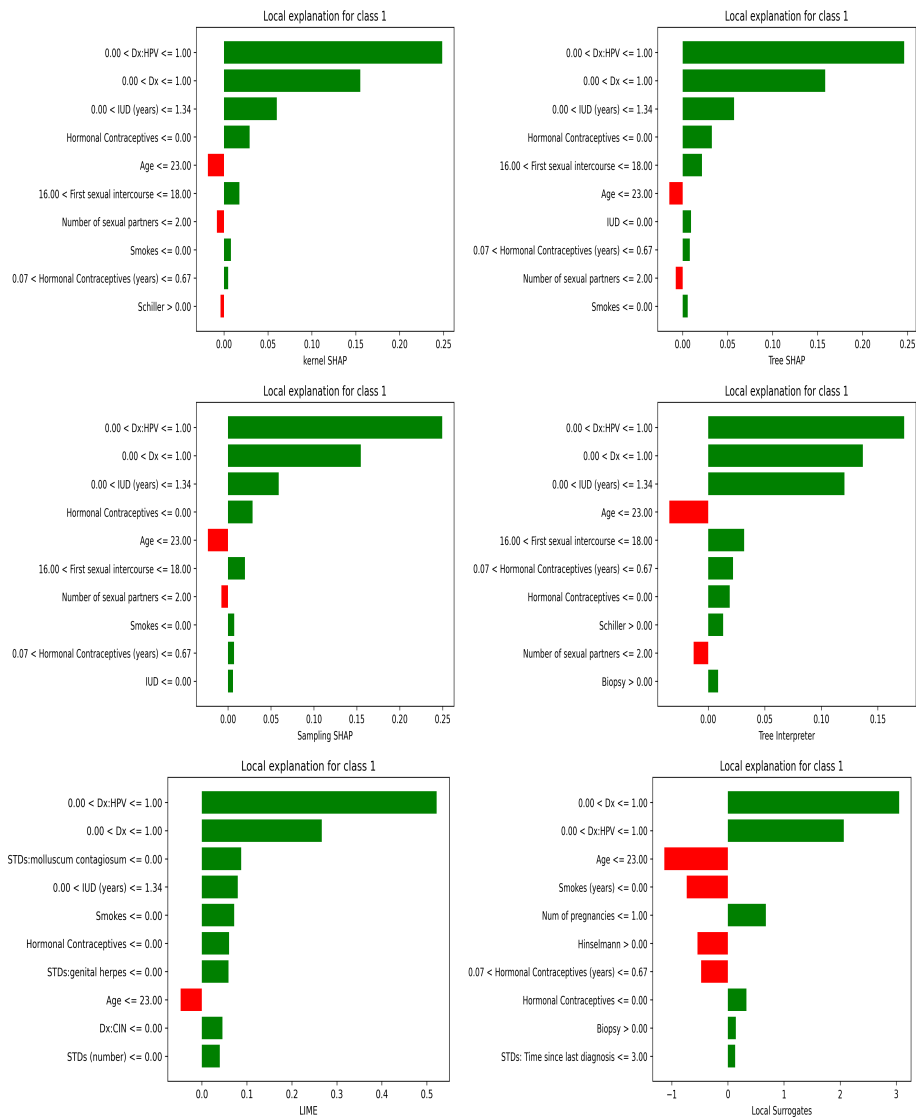 Local explanation for class 1
0.00 < Dx:HPV <= 1.00
0.00 < Dx <= 1.00
0.00 < IUD (years) <= 1.34
Hormonal Contraceptives <= 0.00
Age <= 23.00
16.00 < First sexual intercourse <= 18.00
Number of sexual partners <= 2.00
Smokes <= 0.00
0.07 < Hormonal Contraceptives (years) <= 0.67
Schiller > 0.00
0.00 0.05 0.10 0.15 0.20 0.25
kernel SHAP
Local explanation for class 1
0.00 < Dx:HPV <= 1.00
0.00 < Dx <= 1.00
0.00 < IUD (years) <= 1.34
Hormonal Contraceptives <= 0.00
16.00 < First sexual intercourse <= 18.00
Age <= 23.00
IUD <= 0.00
0.07 < Hormonal Contraceptives (years) <= 0.67
Number of sexual partners <= 2.00
Smokes <= 0.00
0.00 0.05 0.10 0.15 0.20 0.25
Tree SHAP
Local explanation for class 1
0.00 < Dx:HPV <= 1.00
0.00 < Dx <= 1.00
0.00 < IUD (years) <= 1.34
Hormonal Contraceptives <= 0.00
Age <= 23.00
16.00 < First sexual intercourse <= 18.00
Number of sexual partners <= 2.00
Smokes <= 0.00
0.07 < Hormonal Contraceptives (years) <= 0.67
IUD <= 0.00
0.00 0.05 0.10 0.15 0.20 0.25
Sampling SHAP
Local explanation for class 1
0.00 < Dx:HPV <= 1.00
0.00 < Dx <= 1.00
0.00 < IUD (years) <= 1.34
Age <= 23.00
16.00 < First sexual intercourse <= 18.00
0.07 < Hormonal Contraceptives (years) <= 0.67
Hormonal Contraceptives <= 0.00
Schiller > 0.00
Number of sexual partners <= 2.00
Biopsy > 0.00
0.00 0.05 0.10 0.15
Tree Interpreter
Local explanation for class 1
0.00 < Dx:HPV <= 1.00
0.00 < Dx <= 1.00
STDs:molluscum contagiosum <= 0.00
0.00 < IUD (years) <= 1.34
Smokes <= 0.00
Hormonal Contraceptives <= 0.00
STDs:genital herpes <= 0.00
Age <= 23.00
Dx:CIN <= 0.00
STDs (number) <= 0.00
0.0 0.1 0.2 0.3 0.4 0.5
LIME
Local explanation for class 1
0.00 < Dx <= 1.00
0.00 < Dx:HPV <= 1.00
Age <= 23.00
Smokes (years) <= 0.00
Num of pregnancies <= 1.00
Hinselmann > 0.00
0.07 < Hormonal Contraceptives (years) <= 0.67
Hormonal Contraceptives <= 0.00
Biopsy > 0.00
STDs: Time since last diagnosis <= 3.00
−1 0 1 2 3
Local Surrogates